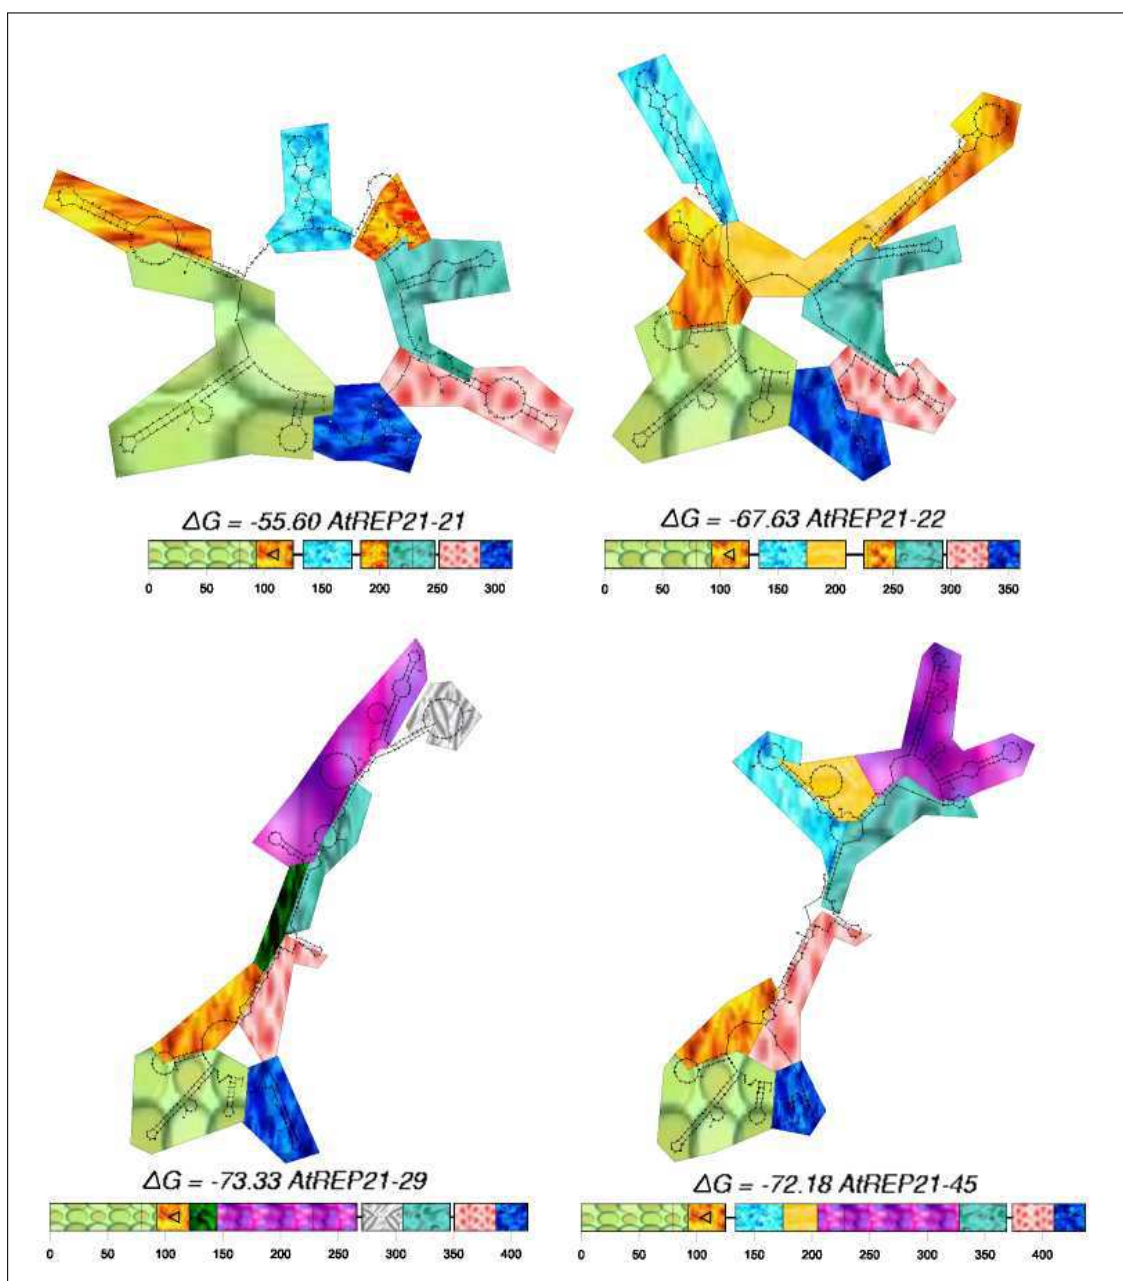 ΔG = -55.60 AtREP21-21
0 50 100 150 200 250 300
ΔG = -67.63 AtREP21-22
0 50 100 150 200 250 300 350
ΔG = -73.33 AtREP21-29
0 50 100 150 200 250 300 350 400
ΔG = -72.18 AtREP21-45
0 50 100 150 200 250 300 350 400